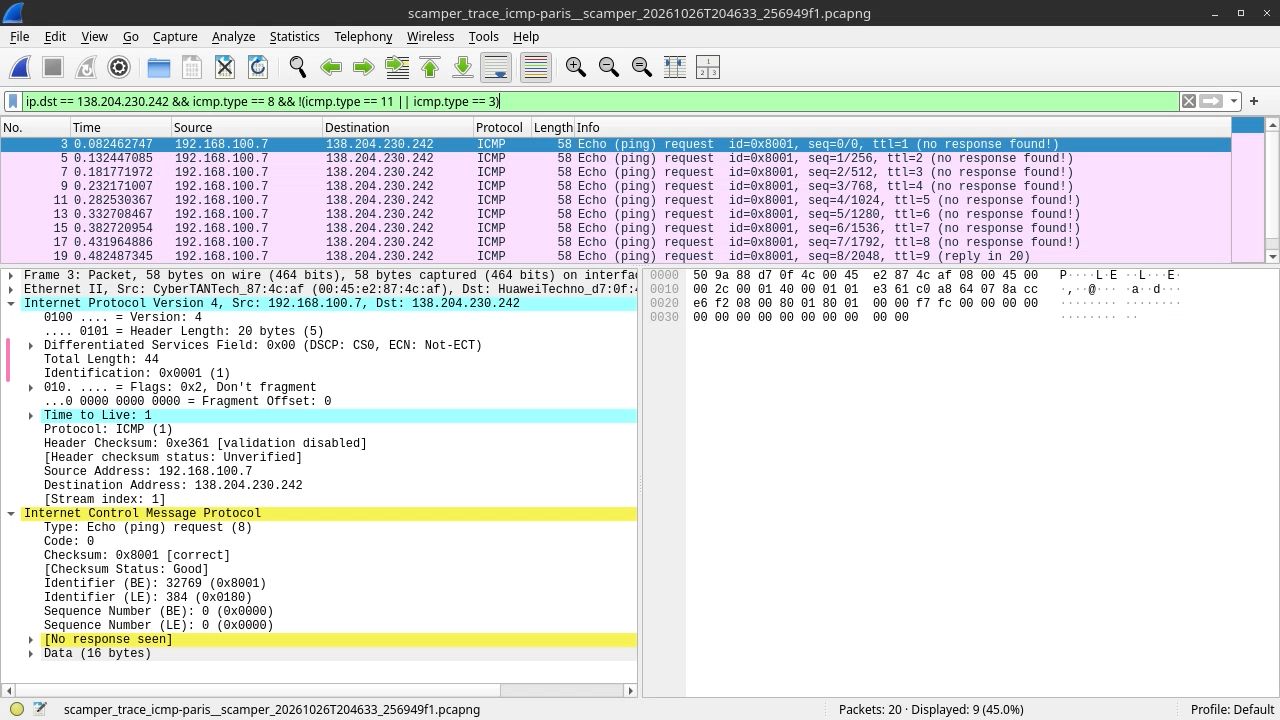 scamper_trace_icmp-paris__scamper_20261026T204633_256949f1.pcapng
File Edit View Go Capture Analyze Statistics Telephony Wireless Tools Help
ip.dst == 138.204.230.242 && icmp.type == 8 && !(icmp.type == 11 || icmp.type == 3)
No. Time Source Destination Protocol Length Info
3 0.082462747 192.168.100.7 138.204.230.242 ICMP 58 Echo (ping) request id=0x8001, seq=0/0, ttl=1 (no response found!)
5 0.132447085 192.168.100.7 138.204.230.242 ICMP 58 Echo (ping) request id=0x8001, seq=1/256, ttl=2 (no response found!)
7 0.181771972 192.168.100.7 138.204.230.242 ICMP 58 Echo (ping) request id=0x8001, seq=2/512, ttl=3 (no response found!)
9 0.232171007 192.168.100.7 138.204.230.242 ICMP 58 Echo (ping) request id=0x8001, seq=3/768, ttl=4 (no response found!)
11 0.282530367 192.168.100.7 138.204.230.242 ICMP 58 Echo (ping) request id=0x8001, seq=4/1024, ttl=5 (no response found!)
13 0.332708467 192.168.100.7 138.204.230.242 ICMP 58 Echo (ping) request id=0x8001, seq=5/1280, ttl=6 (no response found!)
15 0.382720954 192.168.100.7 138.204.230.242 ICMP 58 Echo (ping) request id=0x8001, seq=6/1536, ttl=7 (no response found!)
17 0.431964886 192.168.100.7 138.204.230.242 ICMP 58 Echo (ping) request id=0x8001, seq=7/1792, ttl=8 (no response found!)
19 0.482487345 192.168.100.7 138.204.230.242 ICMP 58 Echo (ping) request id=0x8001, seq=8/2048, ttl=9 (reply in 20)
Frame 3: Packet, 58 bytes on wire (464 bits), 58 bytes captured (464 bits) on interfac
Ethernet II, Src: CyberTANTech_87:4c:af (00:45:e2:87:4c:af), Dst: HuaweiTechno_d7:0f:4
Internet Protocol Version 4, Src: 192.168.100.7, Dst: 138.204.230.242
0100 .... = Version: 4
.... 0101 = Header Length: 20 bytes (5)
Differentiated Services Field: 0x00 (DSCP: CS0, ECN: Not-ECT)
Total Length: 44
Identification: 0x0001 (1)
010. .... = Flags: 0x2, Don't fragment
...0 0000 0000 0000 = Fragment Offset: 0
Time to Live: 1
Protocol: ICMP (1)
Header Checksum: 0xe361 [validation disabled]
[Header checksum status: Unverified]
Source Address: 192.168.100.7
Destination Address: 138.204.230.242
[Stream index: 1]
Internet Control Message Protocol
Type: Echo (ping) request (8)
Code: 0
Checksum: 0x8001 [correct]
[Checksum Status: Good]
Identifier (BE): 32769 (0x8001)
Identifier (LE): 384 (0x0180)
Sequence Number (BE): 0 (0x0000)
Sequence Number (LE): 0 (0x0000)
[No response seen]
Data (16 bytes)
0000 50 9a 88 d7 0f 4c 00 45 e2 87 4c af 08 00 45 00 P····L·E ··L···E·
0010 00 2c 00 01 40 00 01 01 e3 61 c0 a8 64 07 8a cc ·,··@··· ·a··d···
0020 e6 f2 08 00 80 01 80 01 00 00 f7 fc 00 00 00 00 ········ ········
0030 00 00 00 00 00 00 00 00 00 00 ········ ··
scamper_trace_icmp-paris__scamper_20261026T204633_256949f1.pcapng
Packets: 20 · Displayed: 9 (45.0%)
Profile: Default